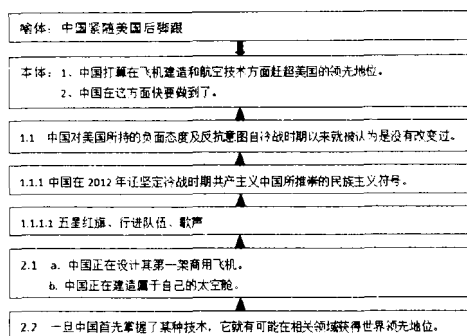 喻体：中国紧随美国后脚跟
本体：1、中国打算在飞机建造和航空技术方面赶超美国的领先地位。
2、中国在这方面快要做到了。
1.1 中国对美国所持的负面态度及反抗意图自冷战时期以来就被认为是没有改变过。
1.1.1 中国在 2012 年还坚定冷战时期共产主义中国所推崇的民族主义符号。
1.1.1.1 五星红旗、行进队伍、歌声
2.1 a. 中国正在设计其第一架商用飞机。
b. 中国正在建造属于自己的太空舱。
2.2 一旦中国首先掌握了某种技术，它就有可能在相关领域获得世界领先地位。